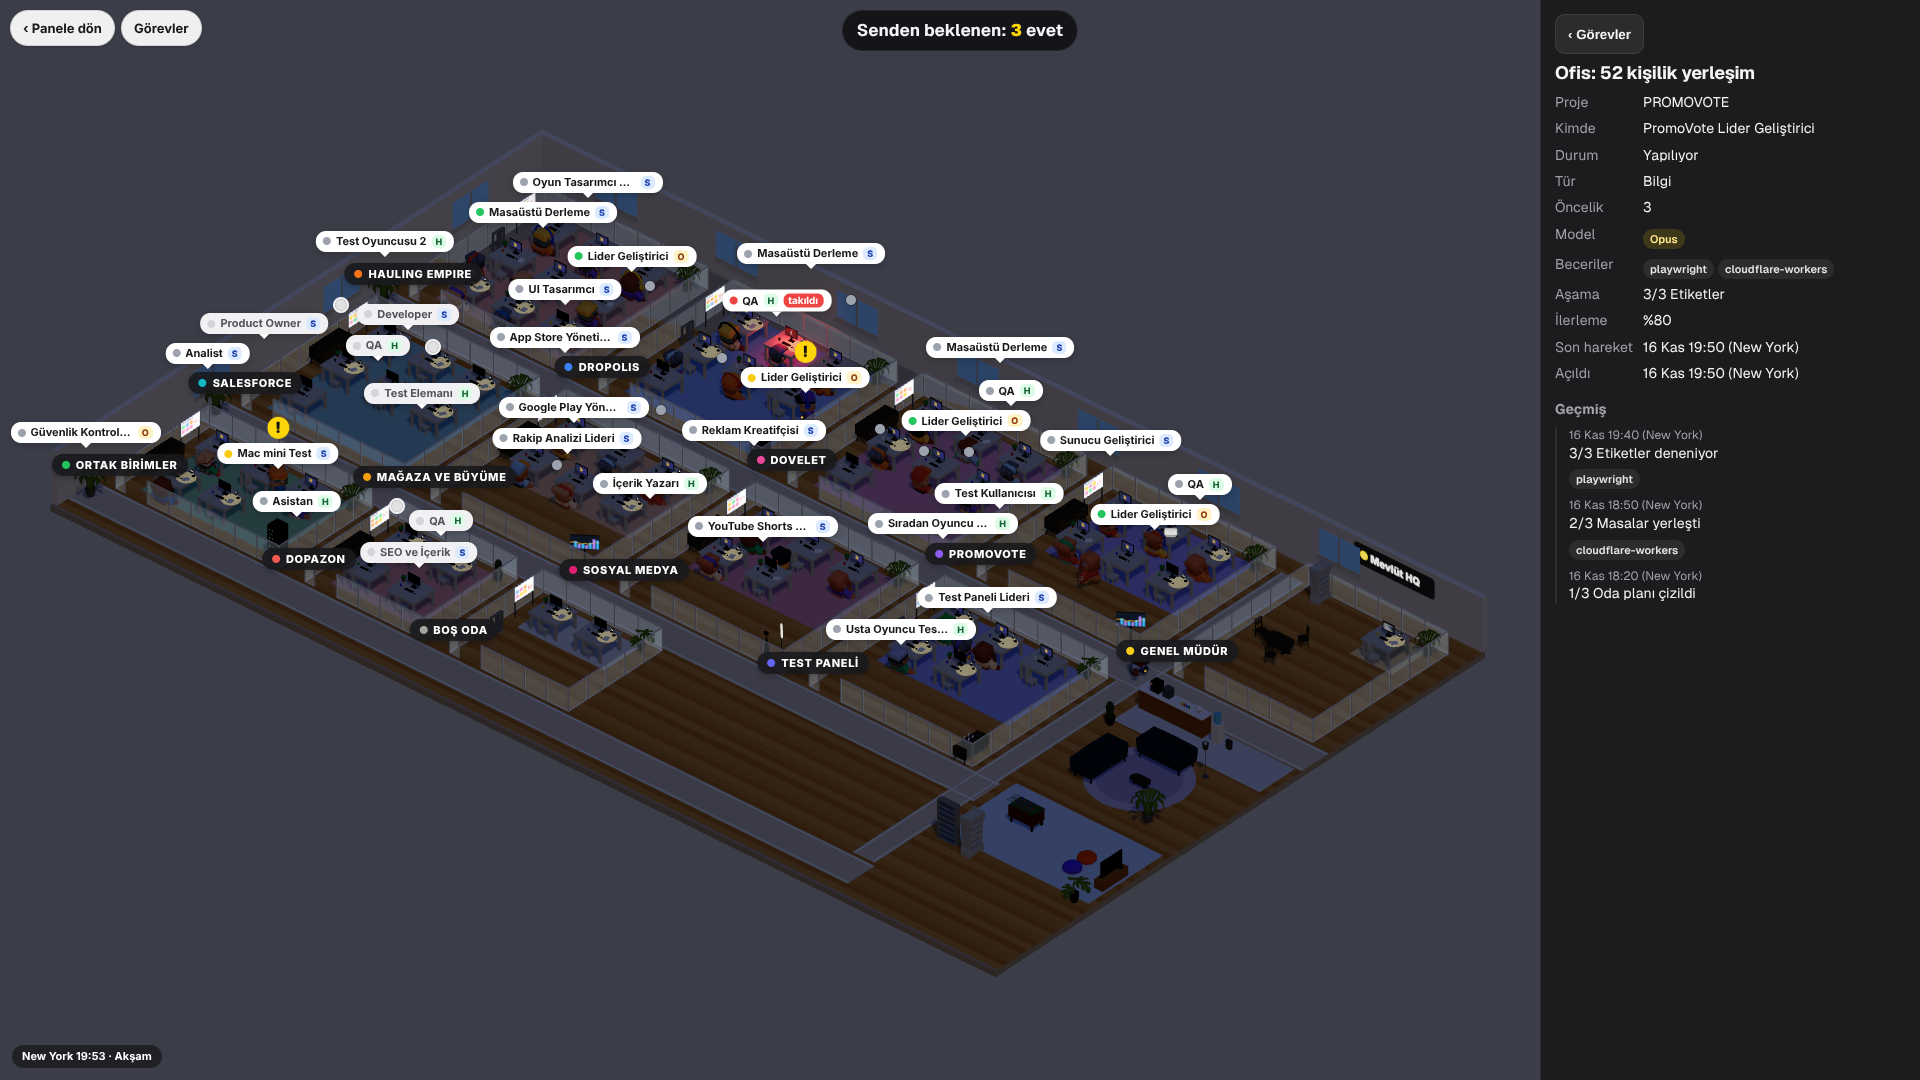 ‹ Panele dön
Görevler
Senden beklenen: 3 evet
Oyun Tasarımcı ... S
Masaüstü Derleme S
Test Oyuncusu 2 H
Lider Geliştirici O
Masaüstü Derleme S
HAULING EMPIRE
UI Tasarımcı S
QA H takıldı
Developer S
Product Owner S
App Store Yöneti... S
QA H
Masaüstü Derleme S
Analist S
DROPOLIS
!
SALESFORCE
Lider Geliştirici O
Test Elemanı H
QA H
Google Play Yön... S
Lider Geliştirici O
!
Güvenlik Kontrol... O
Rakip Analizi Lideri S
Reklam Kreatifçisi S
Sunucu Geliştirici S
Mac mini Test S
DOVELET
ORTAK BİRİMLER
MAĞAZA VE BÜYÜME
İçerik Yazarı H
QA H
Asistan H
Test Kullanıcısı H
QA H
YouTube Shorts ... S
Sıradan Oyuncu ... H
Lider Geliştirici O
DOPAZON
SEO ve İçerik S
PROMOVOTE
SOSYAL MEDYA
Mevlüt HQ
Test Paneli Lideri S
BOŞ ODA
Usta Oyuncu Tes... H
GENEL MÜDÜR
TEST PANELİ
New York 19:53 · Akşam
‹ Görevler
Ofis: 52 kişilik yerleşim
Proje PROMOVOTE
Kimde PromoVote Lider Geliştirici
Durum Yapılıyor
Tür Bilgi
Öncelik 3
Model Opus
Beceriler playwright cloudflare-workers
Aşama 3/3 Etiketler
İlerleme %80
Son hareket 16 Kas 19:50 (New York)
Açıldı 16 Kas 19:50 (New York)
Geçmiş
16 Kas 19:40 (New York)
3/3 Etiketler deneniyor
playwright
16 Kas 18:50 (New York)
2/3 Masalar yerleşti
cloudflare-workers
16 Kas 18:20 (New York)
1/3 Oda planı çizildi